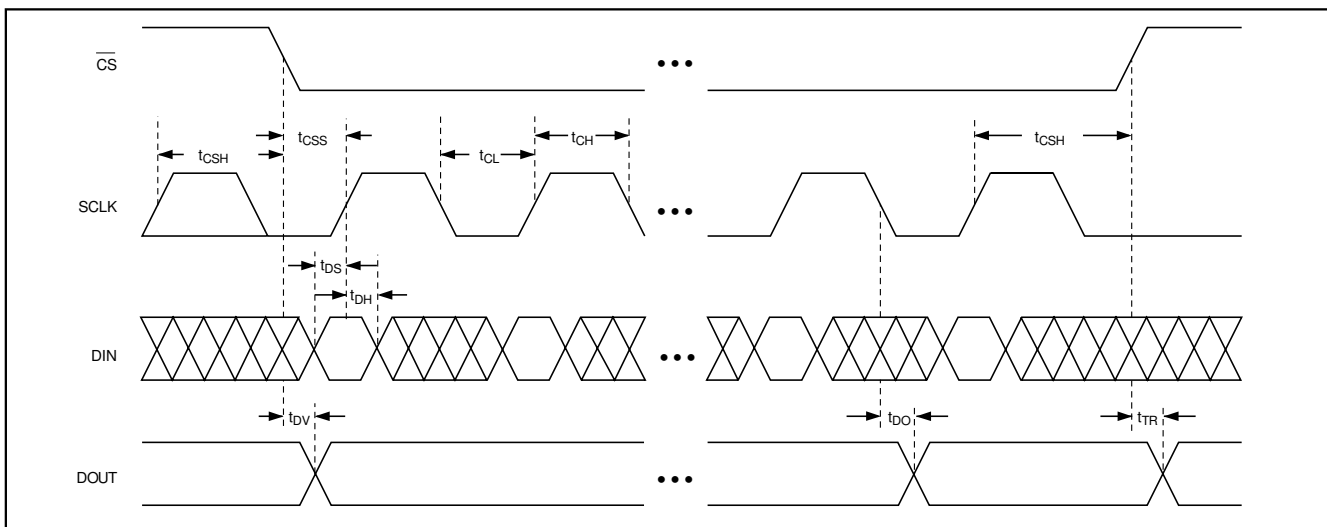 CS
•••
tCSS
tCH
tCSH
tCL
tCSH
SCLK
•••
tDS
tDH
DIN
•••
tDV
tDO
tTR
DOUT
•••